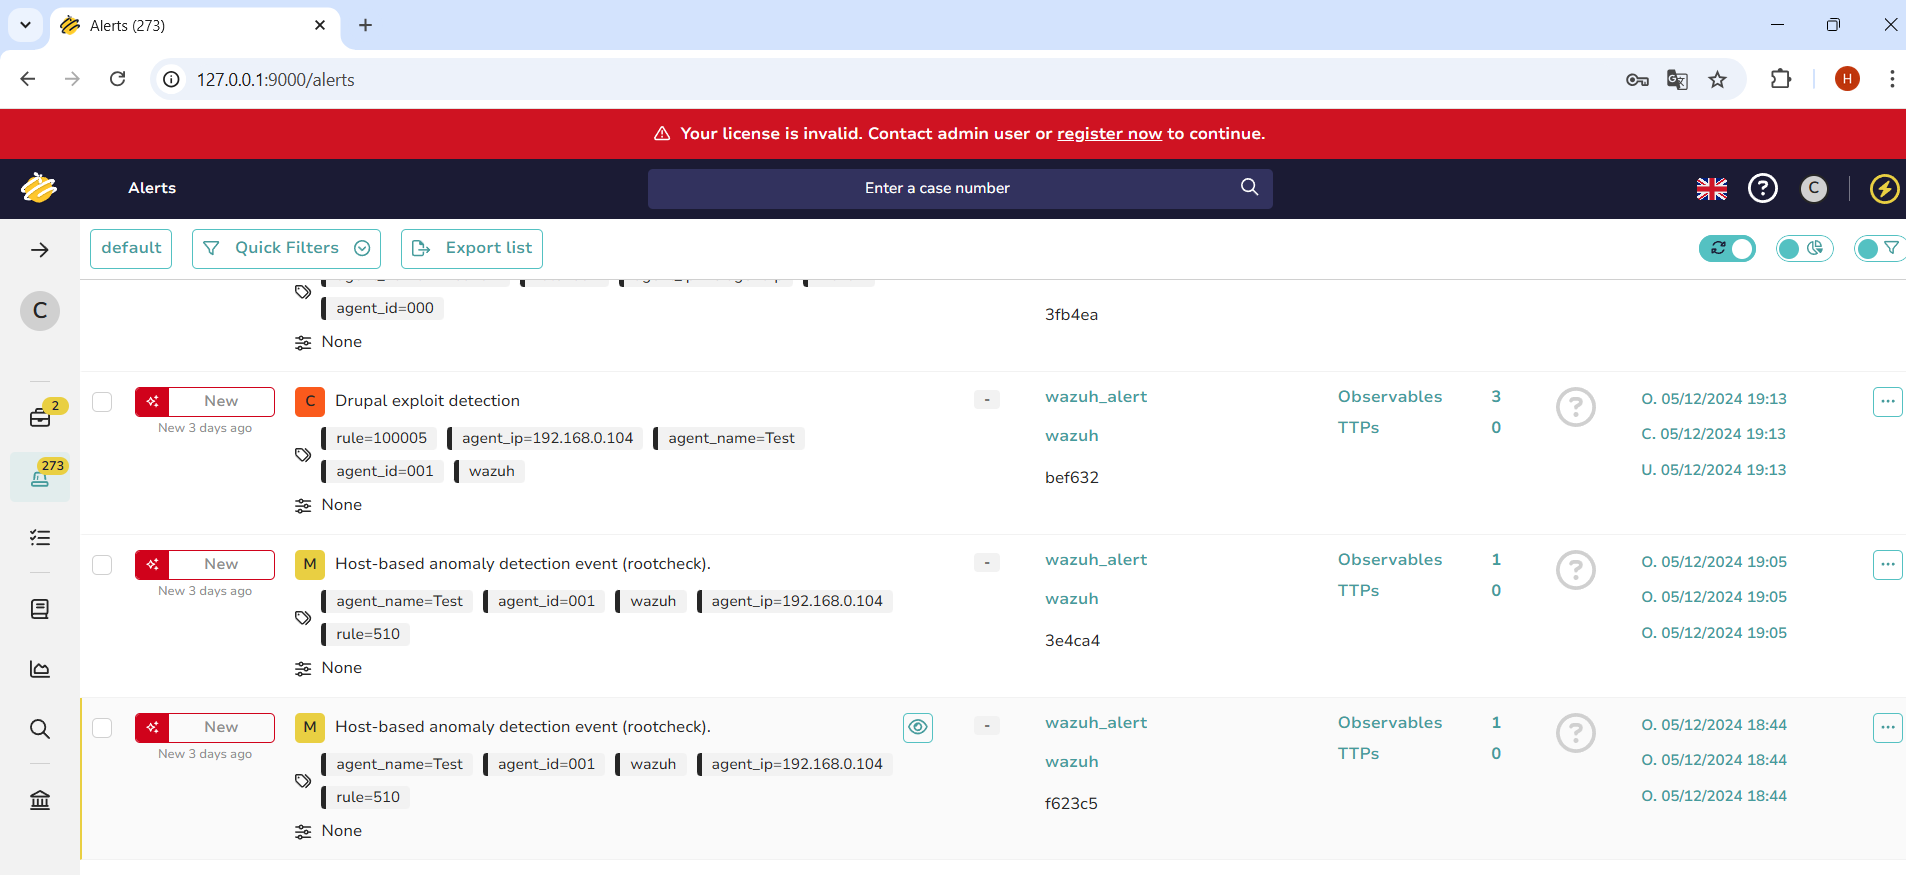 Alerts (273)
127.0.0.1:9000/alerts
H
Your license is invalid. Contact admin user or register now to continue.
Alerts
Enter a case number
?
C
default
Quick Filters
Export list
C
2
273
agent_id=000
3fb4ea
None
New
New 3 days ago
C
Drupal exploit detection
rule=100005
agent_ip=192.168.0.104
agent_name=Test
agent_id=001
wazuh
None
-
wazuh_alert
wazuh
bef632
Observables 3
TTPs 0
?
O. 05/12/2024 19:13
C. 05/12/2024 19:13
U. 05/12/2024 19:13
New
New 3 days ago
M
Host-based anomaly detection event (rootcheck).
agent_name=Test
agent_id=001
wazuh
agent_ip=192.168.0.104
rule=510
None
-
wazuh_alert
wazuh
3e4ca4
Observables 1
TTPs 0
?
O. 05/12/2024 19:05
O. 05/12/2024 19:05
O. 05/12/2024 19:05
New
New 3 days ago
M
Host-based anomaly detection event (rootcheck).
agent_name=Test
agent_id=001
wazuh
agent_ip=192.168.0.104
rule=510
None
-
wazuh_alert
wazuh
f623c5
Observables 1
TTPs 0
?
O. 05/12/2024 18:44
O. 05/12/2024 18:44
O. 05/12/2024 18:44